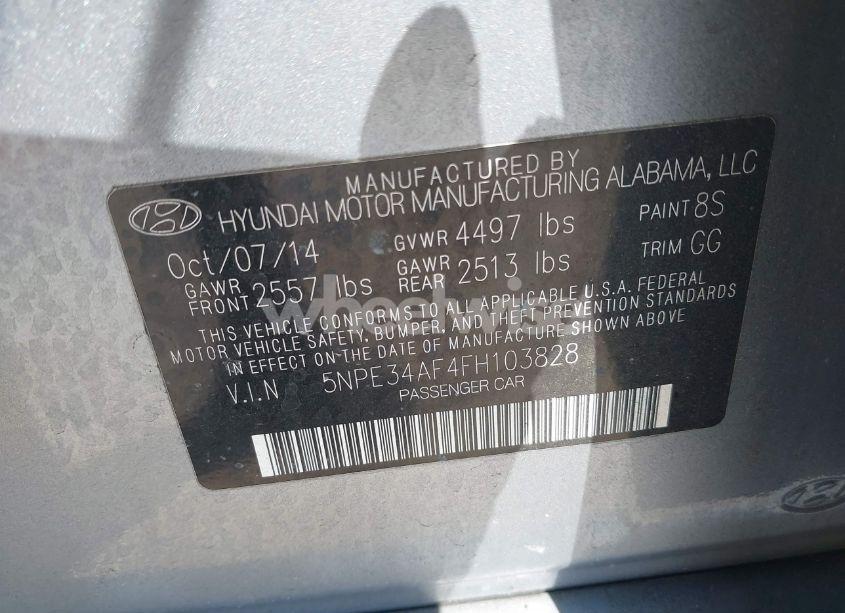 MANUFACTURED BY
HYUNDAI MOTOR MANUFACTURING ALABAMA, LLC
Oct/07/14 GVWR 4497 lbs PAINT 8S
GAWR FRONT 2557 lbs GAWR REAR 2513 lbs TRIM GG
THIS VEHICLE CONFORMS TO ALL APPLICABLE U.S.A. FEDERAL
MOTOR VEHICLE SAFETY, BUMPER, AND THEFT PREVENTION STANDARDS
IN EFFECT ON THE DATE OF MANUFACTURE SHOWN ABOVE
V.I.N 5NPE34AF4FH103828
PASSENGER CAR